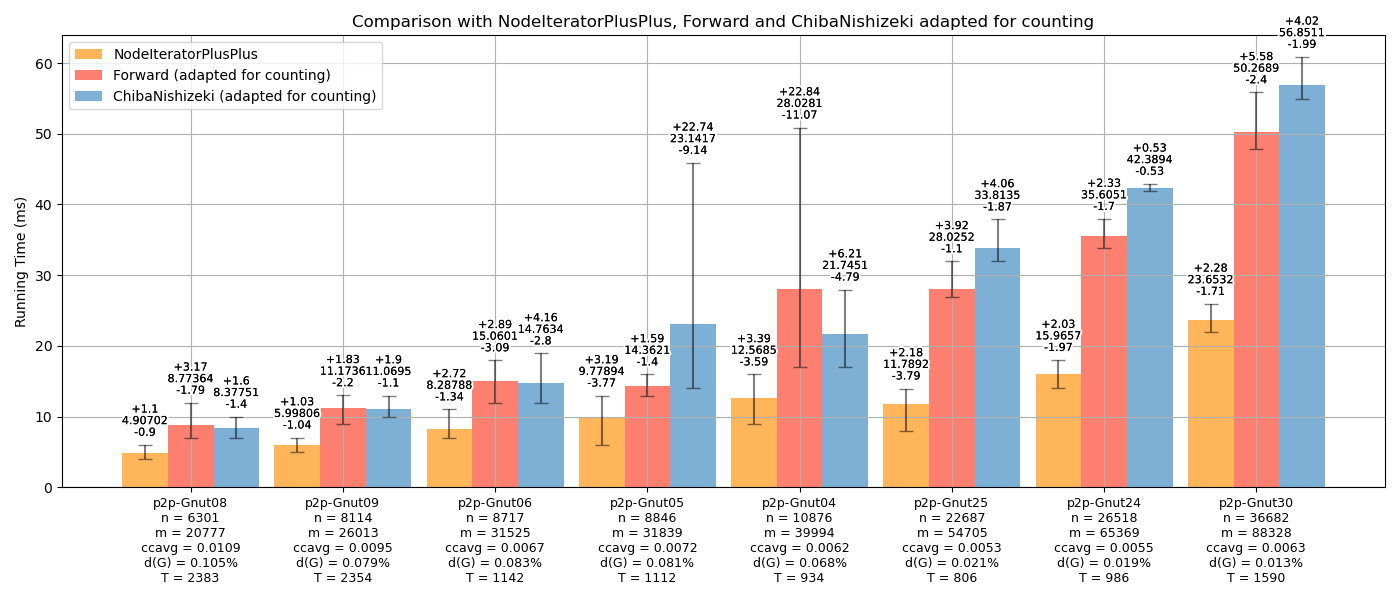 Comparison with NodeIteratorPlusPlus, Forward and ChibaNishizeki adapted for counting
NodeIteratorPlusPlus
Forward (adapted for counting)
ChibaNishizeki (adapted for counting)
Running Time (ms)
60
50
40
30
20
10
0
+1.1
4.90702
-0.9
+3.17
8.77364
-1.79
+1.6
8.37751
-1.4
+1.03
5.99806
-1.04
+1.83
11.1736
-2.2
+1.9
11.0695
-1.1
+2.72
8.28788
-1.34
+2.89
15.0601
-3.09
+4.16
14.7634
-2.8
+3.19
9.77894
-3.77
+1.59
14.3621
-1.4
+22.74
23.1417
-9.14
+3.39
12.5685
-3.59
+22.84
28.0281
-11.07
+6.21
21.7451
-4.79
+2.18
11.7892
-3.79
+3.92
28.0252
-1.1
+4.06
33.8135
-1.87
+2.03
15.9657
-1.97
+2.33
35.6051
-1.7
+0.53
42.3894
-0.53
+2.28
23.6532
-1.71
+5.58
50.2689
-2.4
+4.02
56.8511
-1.99
p2p-Gnut08
n = 6301
m = 20777
ccavg = 0.0109
d(G) = 0.105%
T = 2383
p2p-Gnut09
n = 8114
m = 26013
ccavg = 0.0095
d(G) = 0.079%
T = 2354
p2p-Gnut06
n = 8717
m = 31525
ccavg = 0.0067
d(G) = 0.083%
T = 1142
p2p-Gnut05
n = 8846
m = 31839
ccavg = 0.0072
d(G) = 0.081%
T = 1112
p2p-Gnut04
n = 10876
m = 39994
ccavg = 0.0062
d(G) = 0.068%
T = 934
p2p-Gnut25
n = 22687
m = 54705
ccavg = 0.0053
d(G) = 0.021%
T = 806
p2p-Gnut24
n = 26518
m = 65369
ccavg = 0.0055
d(G) = 0.019%
T = 986
p2p-Gnut30
n = 36682
m = 88328
ccavg = 0.0063
d(G) = 0.013%
T = 1590